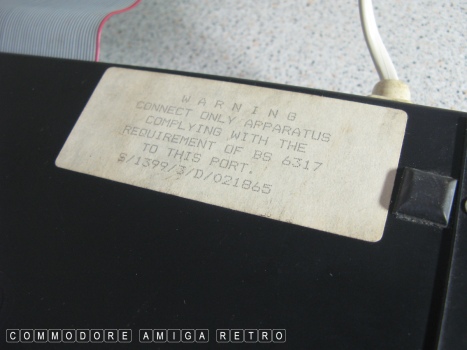 W A R N I N G
CONNECT ONLY APPARATUS
COMPLYING WITH THE
REQUIREMENT OF BS 6317
TO THIS PORT.
S/1399/3/D/021865
COMMODORE AMIGA RETRO